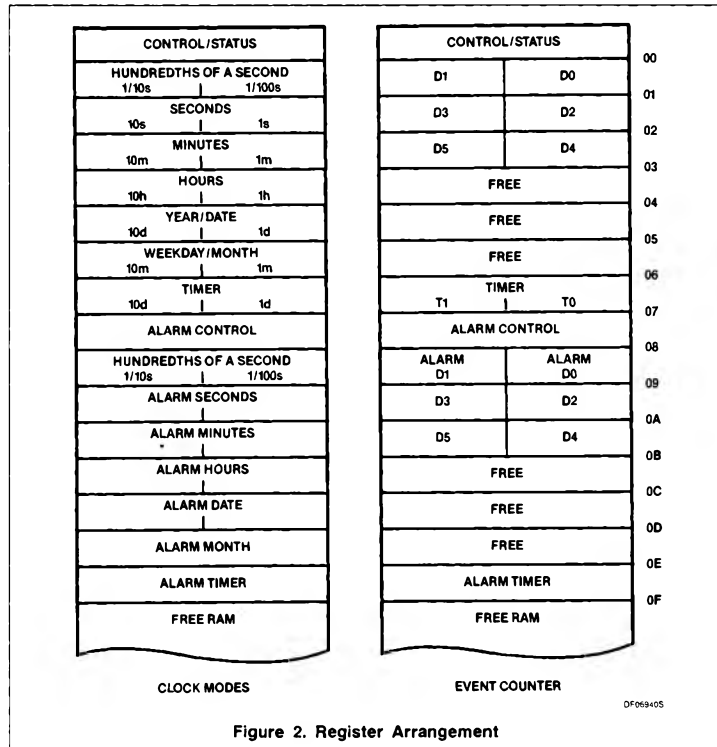 CONTROL/STATUS
HUNDREDTHS OF A SECOND
1/10s 1/100s
SECONDS
10s 1s
MINUTES
10m 1m
HOURS
10h 1h
YEAR/DATE
10d 1d
WEEKDAY/MONTH
10m 1m
TIMER
10d 1d
ALARM CONTROL
HUNDREDTHS OF A SECOND
1/10s 1/100s
ALARM SECONDS
ALARM MINUTES
ALARM HOURS
ALARM DATE
ALARM MONTH
ALARM TIMER
FREE RAM
CLOCK MODES
CONTROL/STATUS
00
D1 D0
01
D3 D2
02
D5 D4
03
FREE
04
FREE
05
FREE
06
TIMER
T1 T0
07
ALARM CONTROL
08
ALARM ALARM
D1 D0
09
D3 D2
0A
D5 D4
0B
FREE
0C
FREE
0D
FREE
0E
ALARM TIMER
0F
FREE RAM
EVENT COUNTER
DF06940S
Figure 2. Register Arrangement